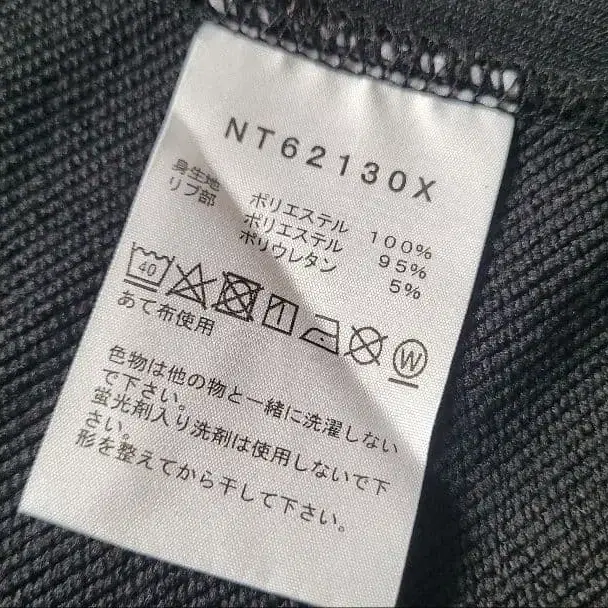 NT62130X
身生地 ポリエステル 100%
リブ部 ポリエステル 95%
ポリウレタン 5%
40 W
あて布使用
色物は他の物と一緒に洗濯しない
で下さい。
蛍光剤入り洗剤は使用しないで下
さい。
形を整えてから干して下さい。